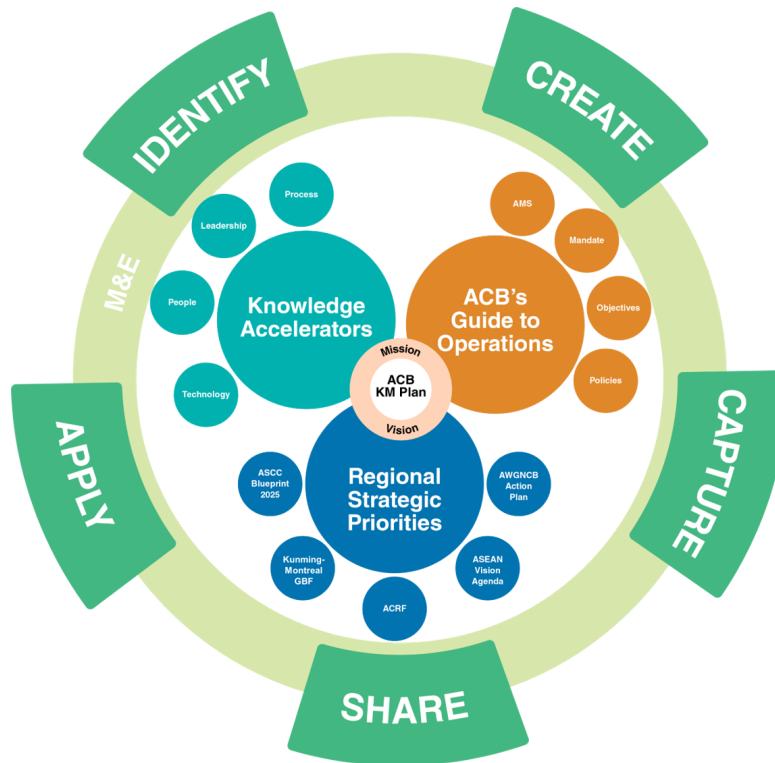 IDENTIFY
CREATE
CAPTURE
SHARE
APPLY
M&E
Process
Leadership
People
Technology
Knowledge
Accelerators
AMS
Mandate
Objectives
Policies
ACB's
Guide to
Operations
Mission
ACB
KM Plan
Vision
Regional
Strategic
Priorities
ASCC
Blueprint
2025
Kunming-
Montreal
GBF
ACRF
ASEAN
Vision
Agenda
AWGNCB
Action
Plan